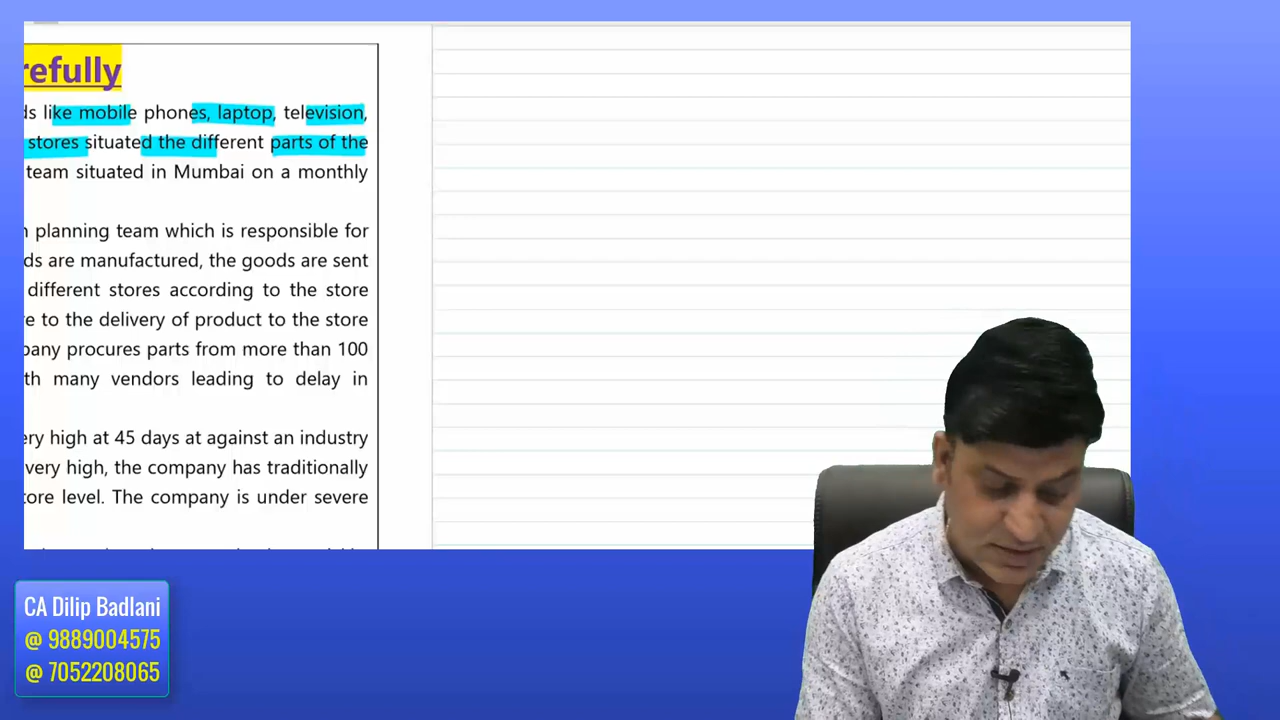 refully
ds like mobile phones, laptop, television,
stores situated the different parts of the
team situated in Mumbai on a monthly
planning team which is responsible for
ds are manufactured, the goods are sent
different stores according to the store
e to the delivery of product to the store
pany procures parts from more than 100
th many vendors leading to delay in
ery high at 45 days at against an industry
very high, the company has traditionally
ore level. The company is under severe
CA Dilip Badlani
@ 9889004575
@ 7052208065